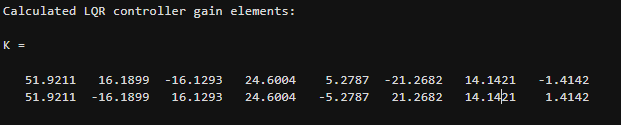 Calculated LQR controller gain elements:
K =
51.9211 16.1899 -16.1293 24.6004 5.2787 -21.2682 14.1421 -1.4142
51.9211 -16.1899 16.1293 24.6004 -5.2787 21.2682 14.1421 1.4142